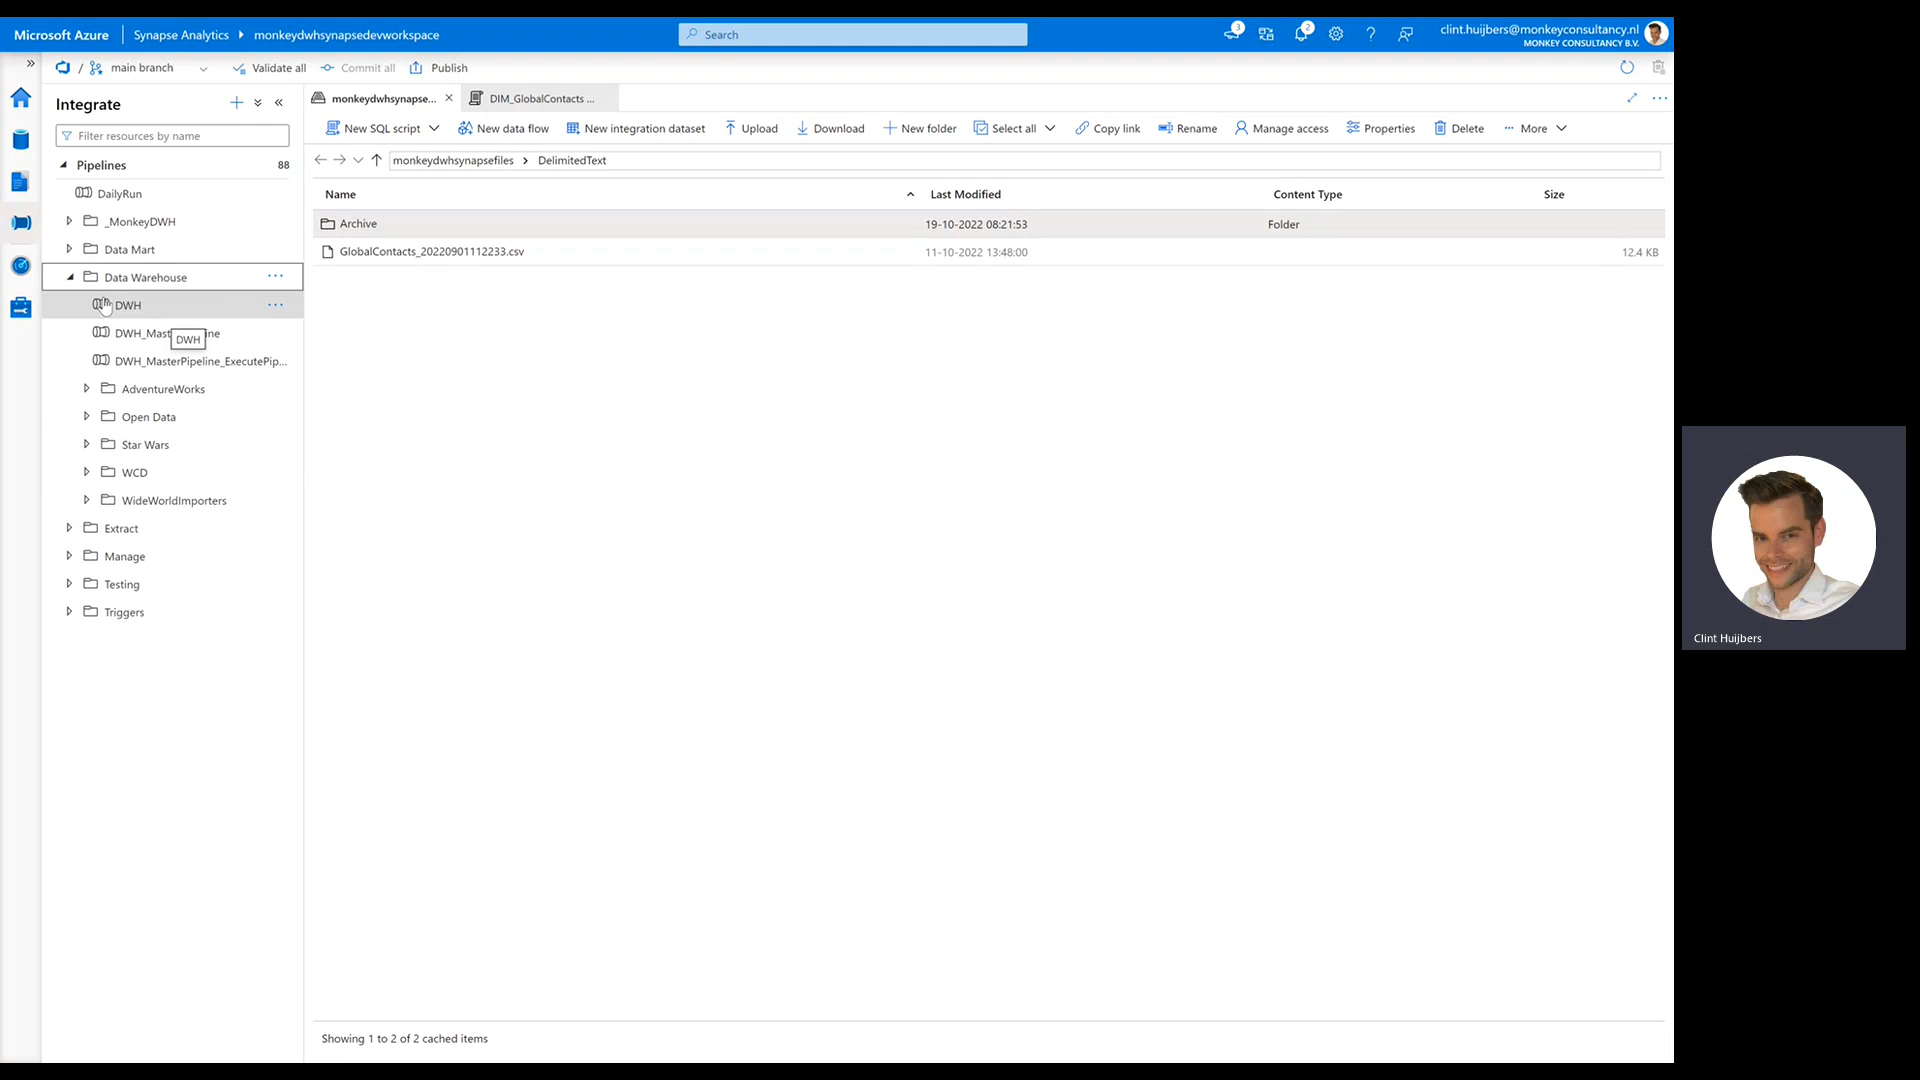 Microsoft Azure Synapse Analytics monkeydwhsynapsedevworkspace Search 3 2 clint.huijbers@monkeyconsultancy.nl
MONKEY CONSULTANCY B.V.
/ main branch Validate all Commit all Publish
Integrate
Filter resources by name
Pipelines 88
DailyRun
_MonkeyDWH
Data Mart
Data Warehouse
DWH
DWH_Mast ine
DWH
DWH_MasterPipeline_ExecutePip...
AdventureWorks
Open Data
Star Wars
WCD
WideWorldImporters
Extract
Manage
Testing
Triggers
monkeydwhsynapse... DIM_GlobalContacts ...
New SQL script New data flow New integration dataset Upload Download New folder Select all Copy link Rename Manage access Properties Delete More
monkeydwhsynapsefiles DelimitedText
Name Last Modified Content Type Size
Archive 19-10-2022 08:21:53 Folder
GlobalContacts_20220901112233.csv 11-10-2022 13:48:00 12.4 KB
Showing 1 to 2 of 2 cached items
Clint Huijbers